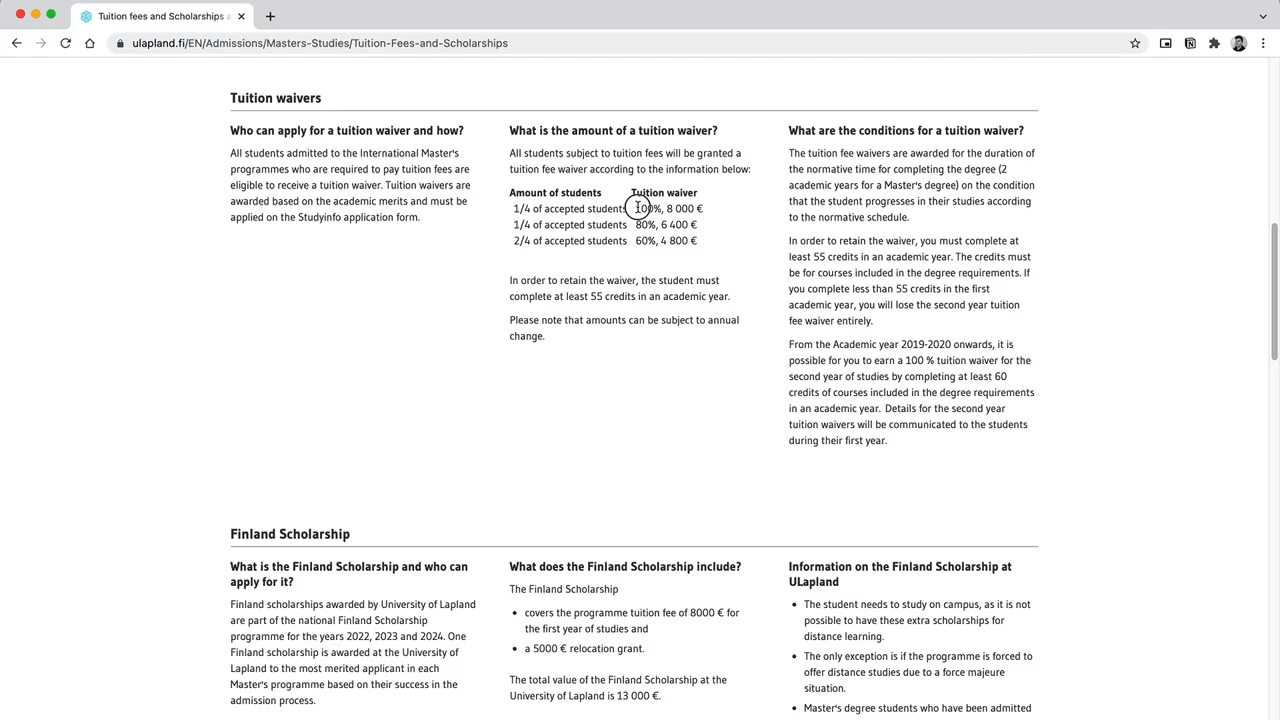 Tuition fees and Scholarships
ulapland.fi/EN/Admissions/Masters-Studies/Tuition-Fees-and-Scholarships
Tuition waivers
Who can apply for a tuition waiver and how?
All students admitted to the International Master's
programmes who are required to pay tuition fees are
eligible to receive a tuition waiver. Tuition waivers are
awarded based on the academic merits and must be
applied on the Studyinfo application form.
What is the amount of a tuition waiver?
All students subject to tuition fees will be granted a
tuition fee waiver according to the information below:
Amount of students Tuition waiver
1/4 of accepted students 100%, 8 000 €
1/4 of accepted students 80%, 6 400 €
2/4 of accepted students 60%, 4 800 €
In order to retain the waiver, the student must
complete at least 55 credits in an academic year.
Please note that amounts can be subject to annual
change.
What are the conditions for a tuition waiver?
The tuition fee waivers are awarded for the duration of
the normative time for completing the degree (2
academic years for a Master's degree) on the condition
that the student progresses in their studies according
to the normative schedule.
In order to retain the waiver, you must complete at
least 55 credits in an academic year. The credits must
be for courses included in the degree requirements. If
you complete less than 55 credits in the first
academic year, you will lose the second year tuition
fee waiver entirely.
From the Academic year 2019-2020 onwards, it is
possible for you to earn a 100 % tuition waiver for the
second year of studies by completing at least 60
credits of courses included in the degree requirements
in an academic year. Details for the second year
tuition waivers will be communicated to the students
during their first year.
Finland Scholarship
What is the Finland Scholarship and who can
apply for it?
Finland scholarships awarded by University of Lapland
are part of the national Finland Scholarship
programme for the years 2022, 2023 and 2024. One
Finland scholarship is awarded at the University of
Lapland to the most merited applicant in each
Master's programme based on their success in the
admission process.
What does the Finland Scholarship include?
The Finland Scholarship
• covers the programme tuition fee of 8000 € for
the first year of studies and
• a 5000 € relocation grant.
The total value of the Finland Scholarship at the
University of Lapland is 13 000 €.
Information on the Finland Scholarship at
ULapland
• The student needs to study on campus, as it is not
possible to have these extra scholarships for
distance learning.
• The only exception is if the programme is forced to
offer distance studies due to a force majeure
situation.
• Master's degree students who have been admitted